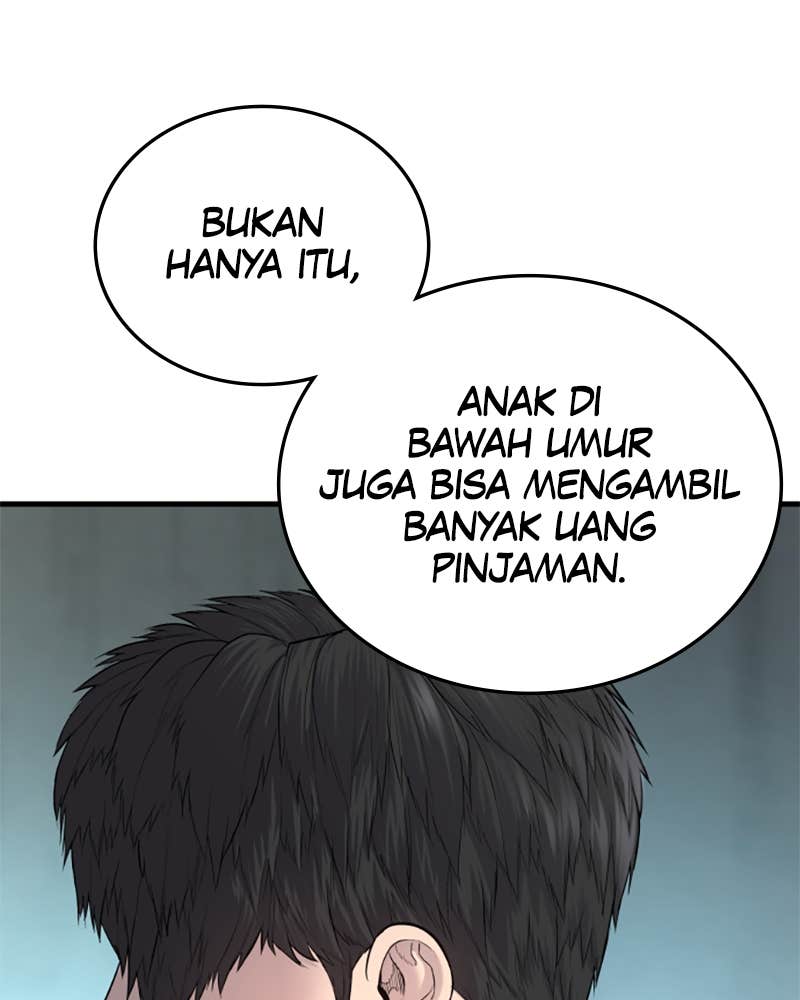 BUKAN
HANYA ITU,
ANAK DI
BAWAH UMUR
JUGA BISA MENGAMBIL
BANYAK UANG
PINJAMAN.